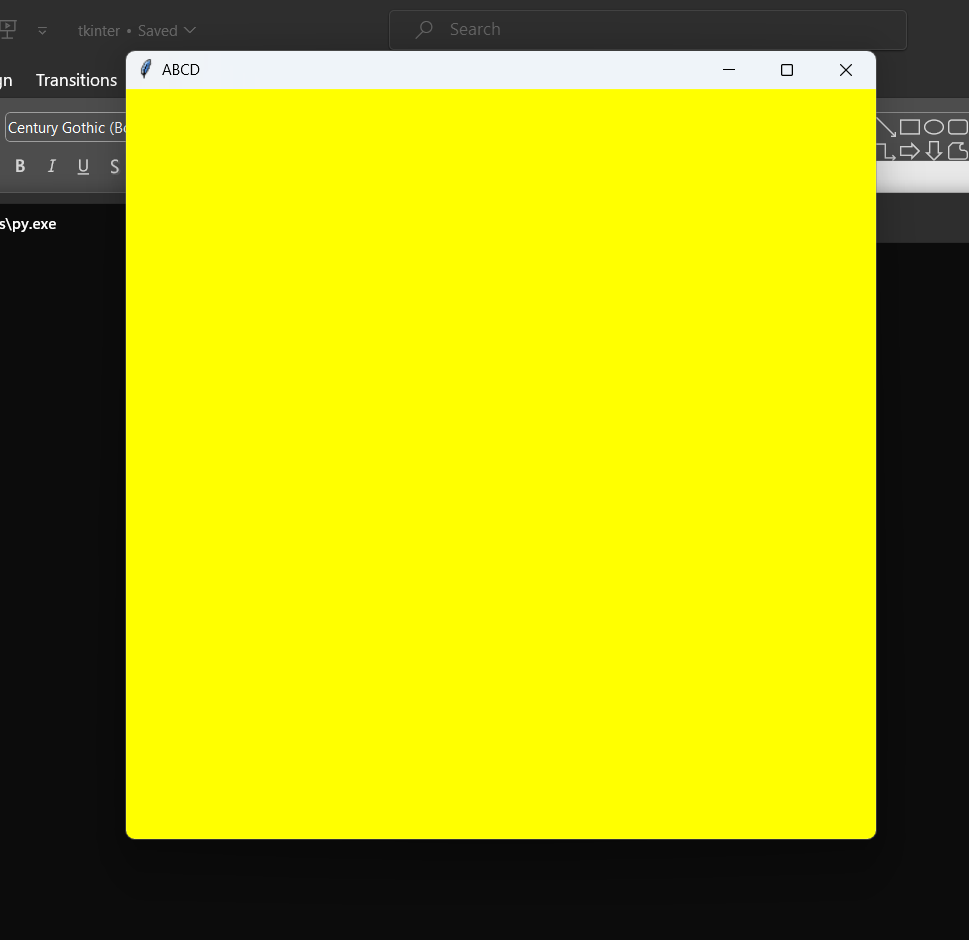 tkinter • Saved
Search
ABCD
gn Transitions
Century Gothic (Bo
B I U S
s\py.exe